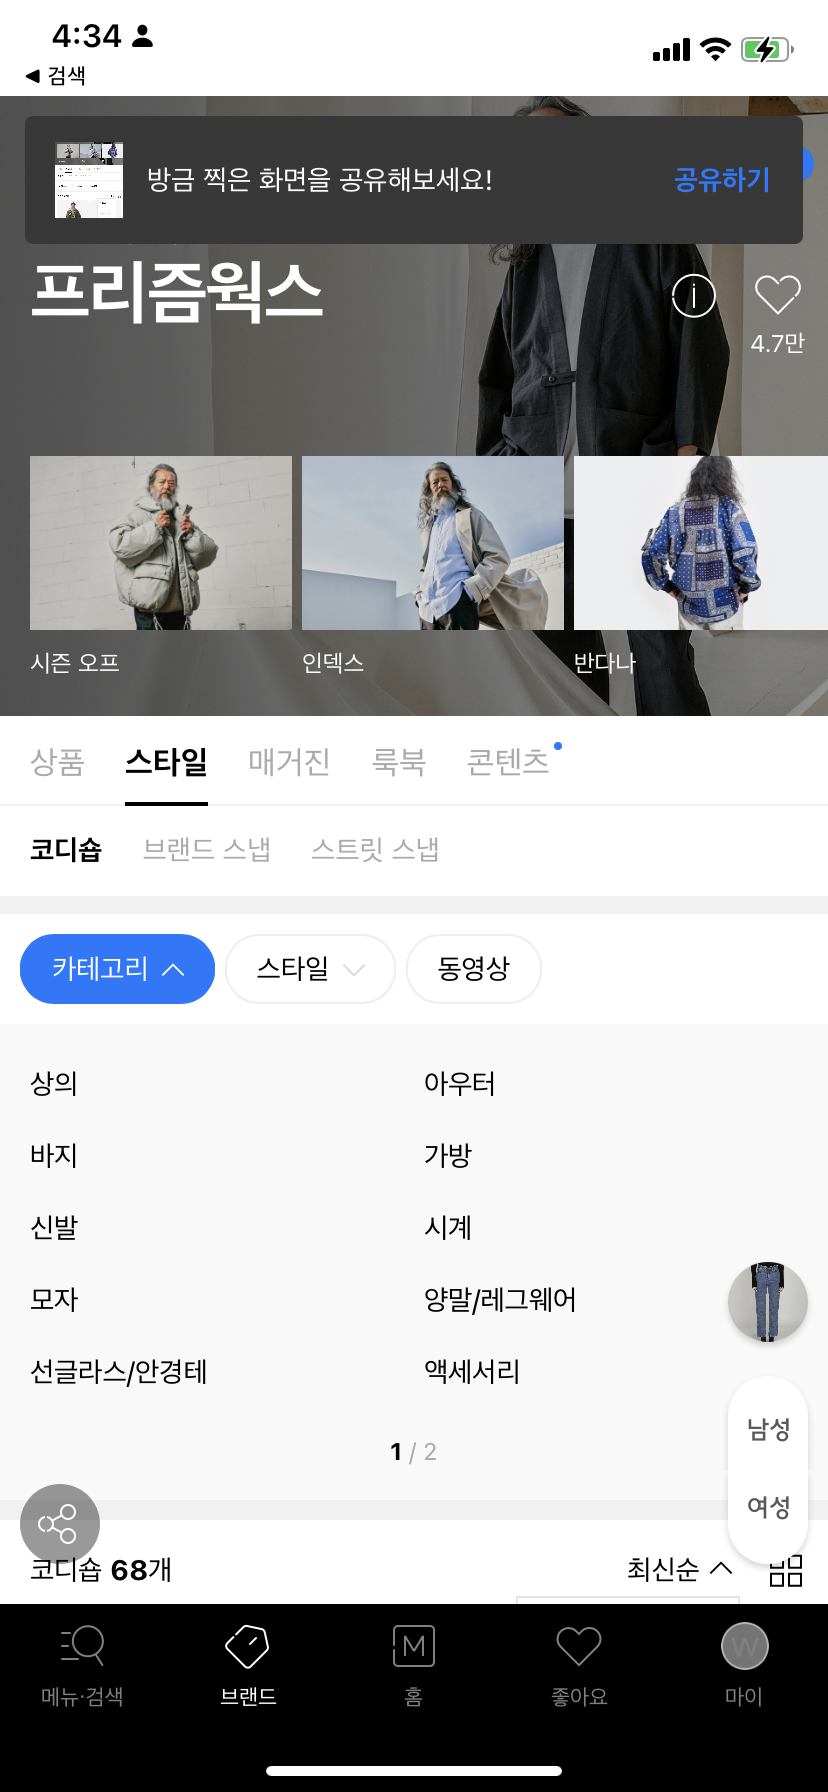 4:34
◀ 검색
방금 찍은 화면을 공유해보세요! 공유하기
프리즘웍스
4.7만
시즌 오프 인덱스 반다나
상품 스타일 매거진 룩북 콘텐츠
코디숍 브랜드 스냅 스트릿 스냅
카테고리 스타일 동영상
상의 아우터
바지 가방
신발 시계
모자 양말/레그웨어
선글라스/안경테 액세서리
1 / 2
남성
여성
코디숍 68개 최신순
M W
메뉴·검색 브랜드 홈 좋아요 마이